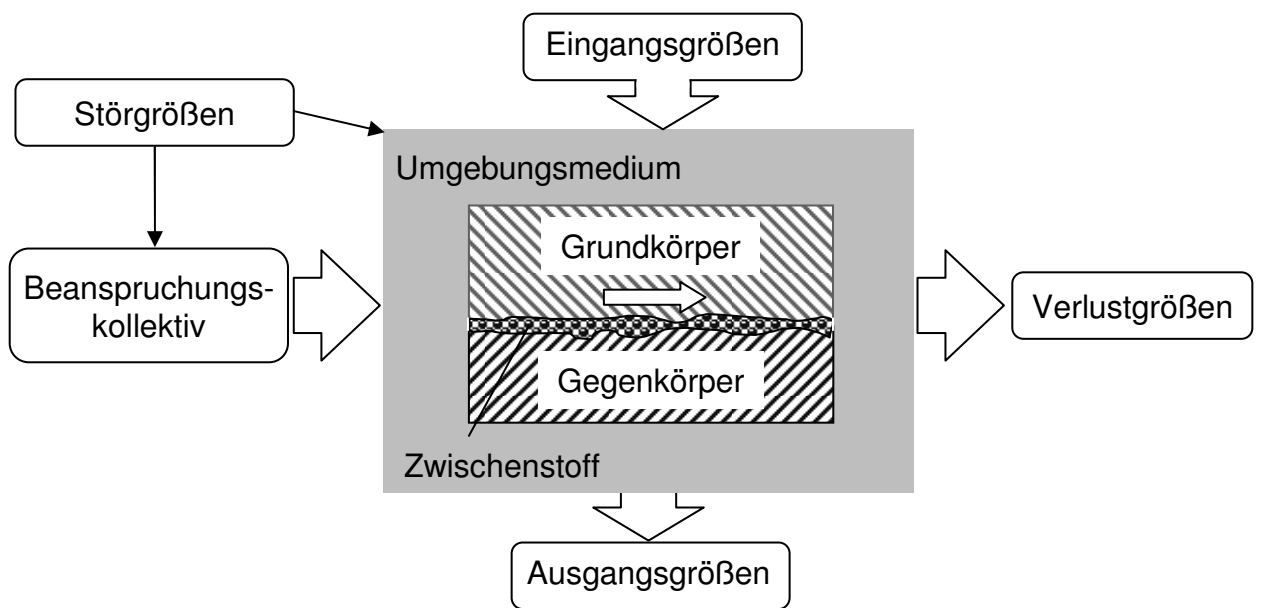 Eingangsgrößen
Störgrößen
Umgebungsmedium
Grundkörper
Beanspruchungs-
kollektiv
Verlustgrößen
Gegenkörper
Zwischenstoff
Ausgangsgrößen